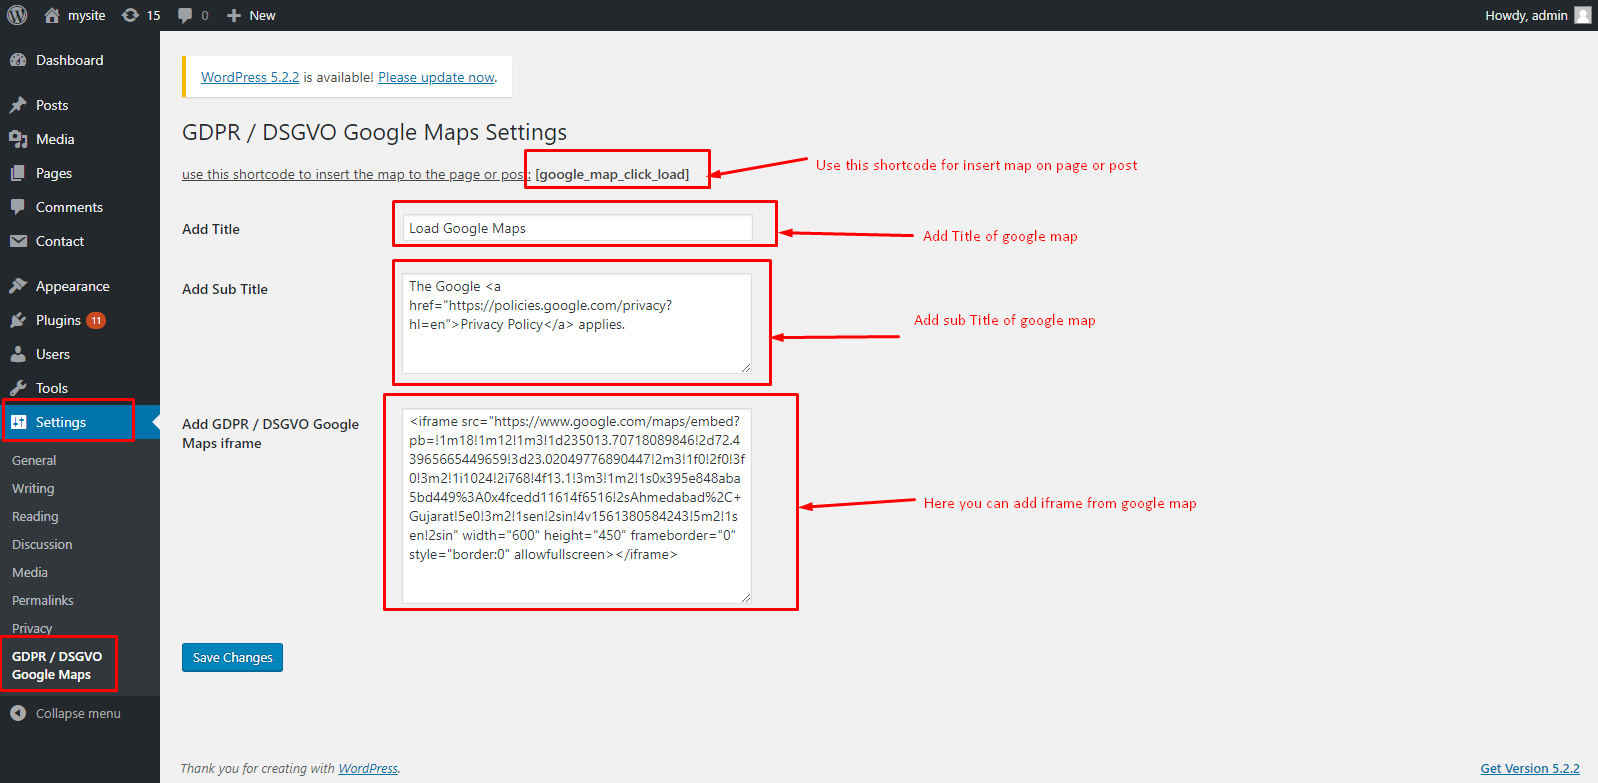 mysite 15 0 New Howdy, admin
Dashboard
Posts
Media
Pages
Comments
Contact
Appearance
Plugins 11
Users
Tools
Settings
General
Writing
Reading
Discussion
Media
Permalinks
Privacy
GDPR / DSGVO
Google Maps
Collapse menu
WordPress 5.2.2 is available! Please update now.
GDPR / DSGVO Google Maps Settings
use this shortcode to insert the map to the page or post: [google_map_click_load]
Use this shortcode for insert map on page or post
Add Title
Load Google Maps
Add Title of google map
Add Sub Title
The Google <a
href="https://policies.google.com/privacy?
hl=en">Privacy Policy</a> applies.
Add sub Title of google map
Add GDPR / DSGVO Google
Maps iframe
<iframe src="https://www.google.com/maps/embed?
pb=!1m18!1m12!1m3!1d235013.70718089846!2d72.4
3965665449659!3d23.02049776890447!2m3!1f0!2f0!3f
0!3m2!1i1024!2i768!4f13.1!3m3!1m2!1s0x395e848aba
5bd449%3A0x4fcedd11614f6516!2sAhmedabad%2C+
Gujarat!5e0!3m2!1sen!2sin!4v1561380584243!5m2!1s
en!2sin" width="600" height="450" frameborder="0"
style="border:0" allowfullscreen></iframe>
Here you can add iframe from google map
Save Changes
Thank you for creating with WordPress.
Get Version 5.2.2